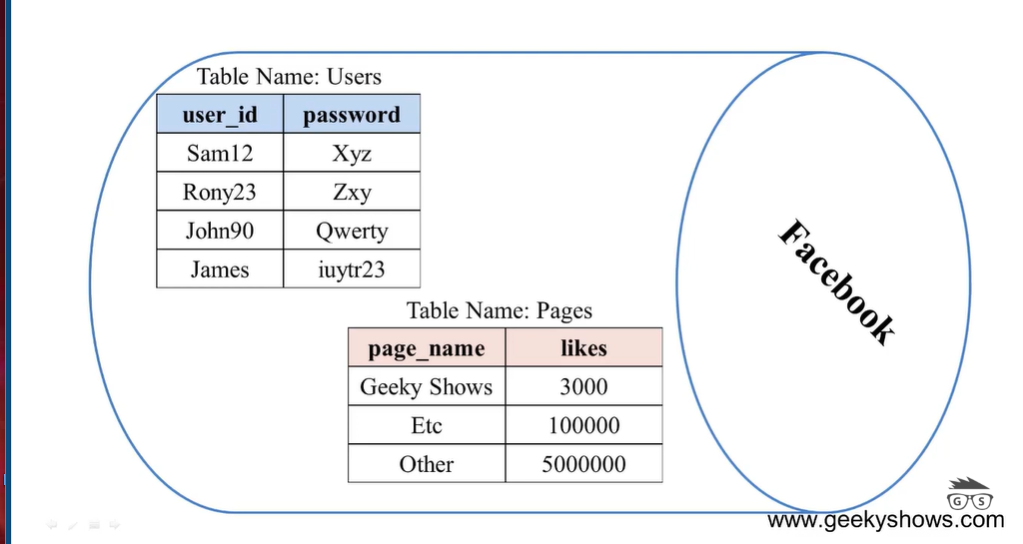 Table Name: Users
user_id password
Sam12 Xyz
Rony23 Zxy
John90 Qwerty
James iuytr23
Table Name: Pages
page_name likes
Geeky Shows 3000
Etc 100000
Other 5000000
Facebook
G S
www.geekyshows.com